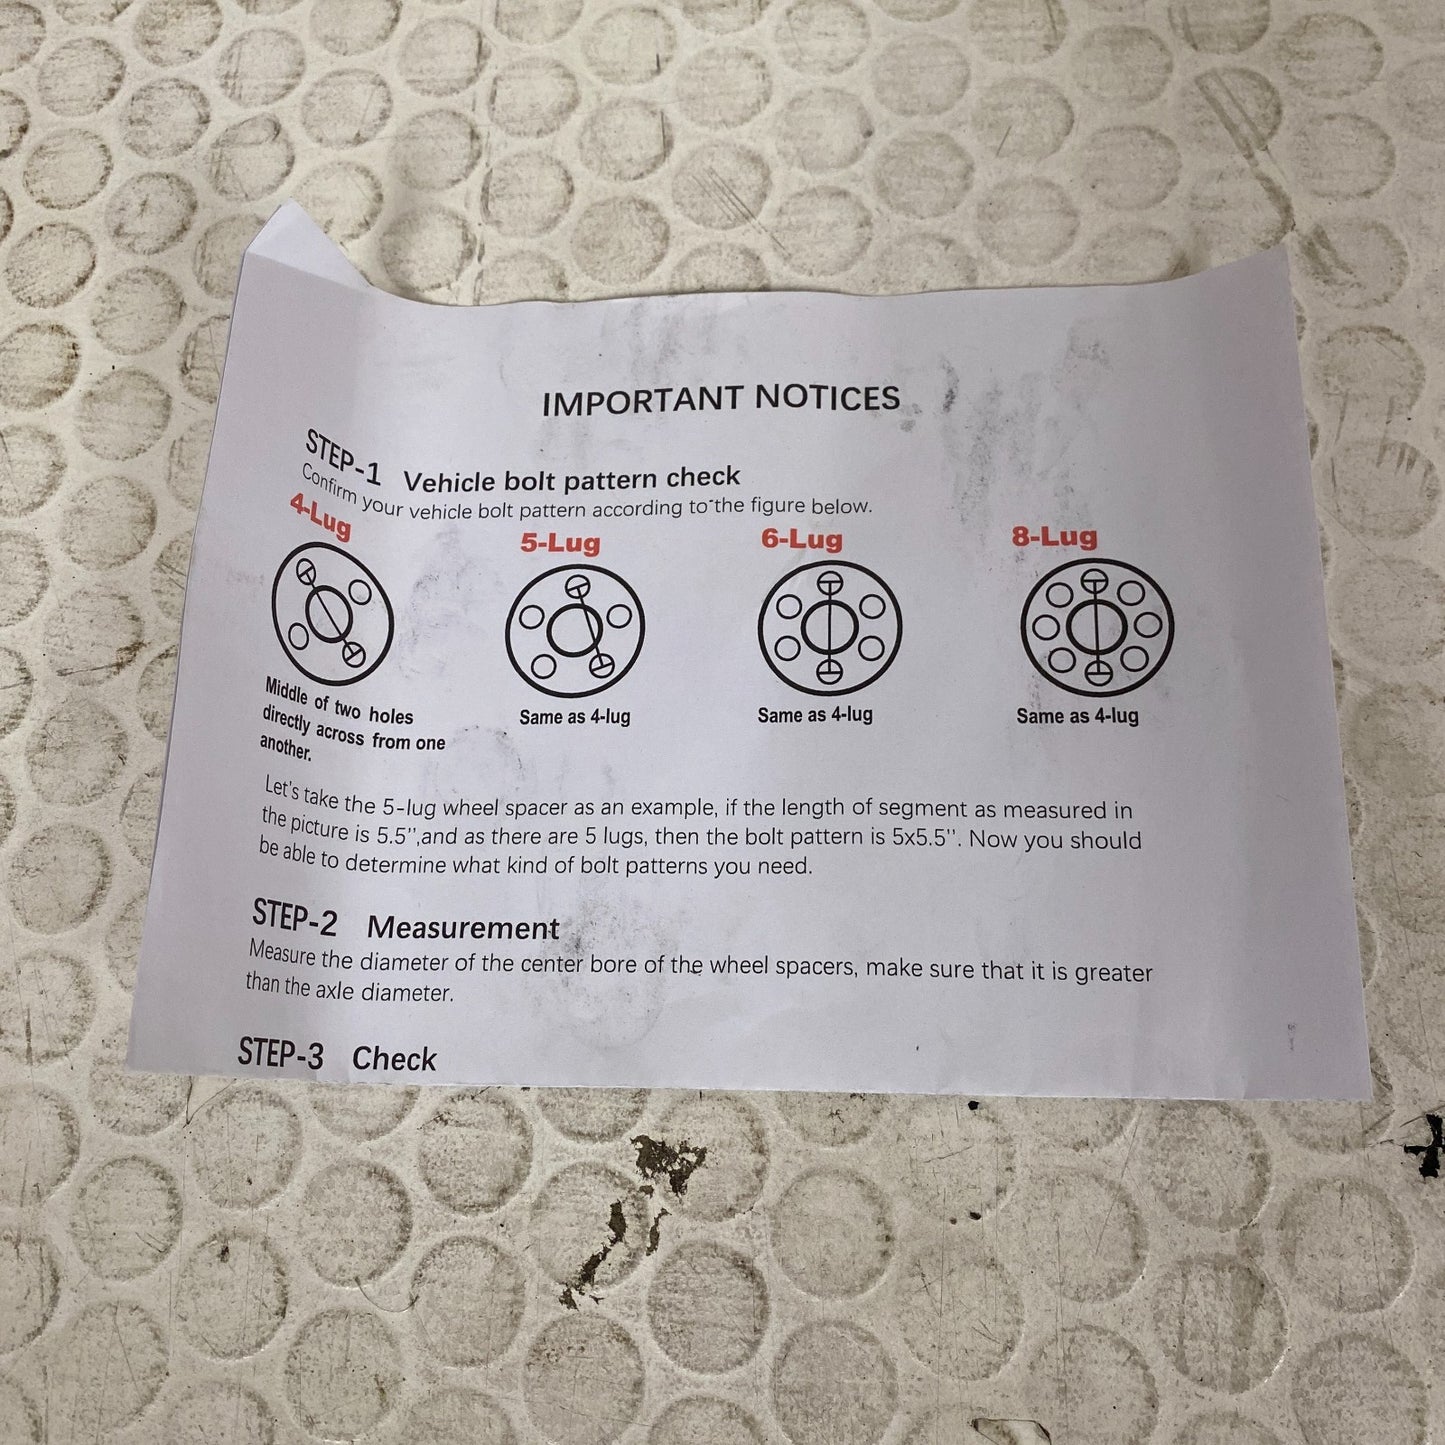 IMPORTANT NOTICES
STEP-1 Vehicle bolt pattern check
Confirm your vehicle bolt pattern according to the figure below.
4-Lug 5-Lug 6-Lug 8-Lug
Middle of two holes
directly across from one
another.
Same as 4-lug Same as 4-lug Same as 4-lug
Let's take the 5-lug wheel spacer as an example, if the length of segment as measured in
the picture is 5.5'',and as there are 5 lugs, then the bolt pattern is 5x5.5''. Now you should
be able to determine what kind of bolt patterns you need.
STEP-2 Measurement
Measure the diameter of the center bore of the wheel spacers, make sure that it is greater
than the axle diameter.
STEP-3 Check